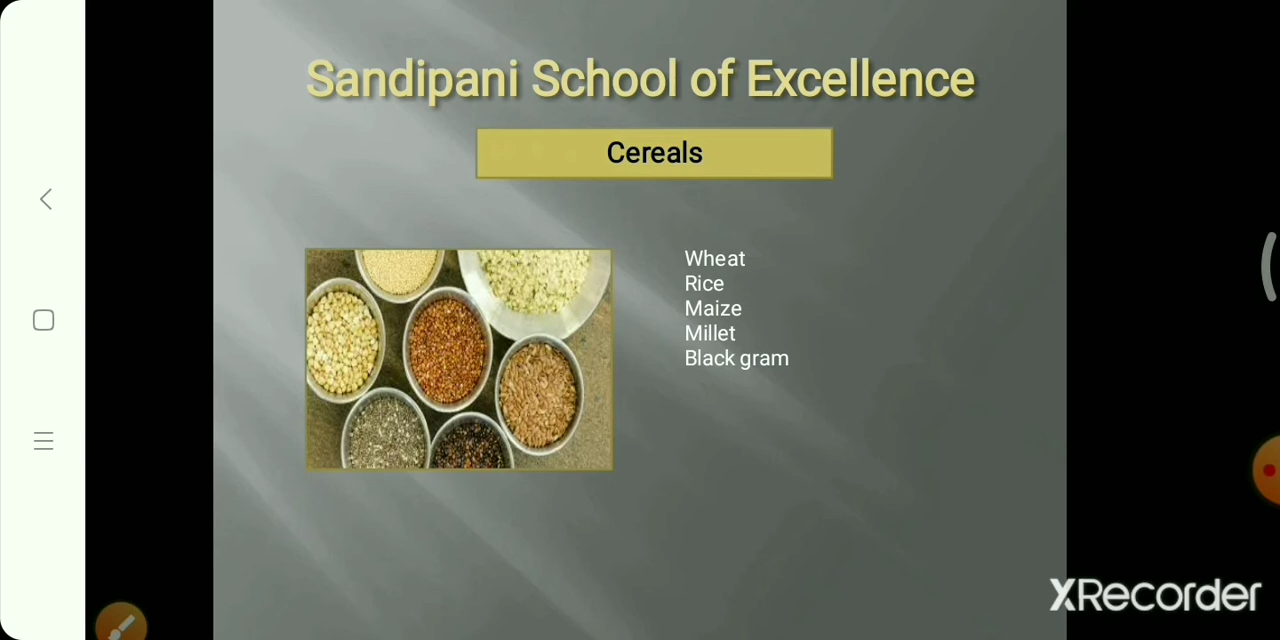 Sandipani School of Excellence
Cereals
Wheat
Rice
Maize
Millet
Black gram
XRecorder